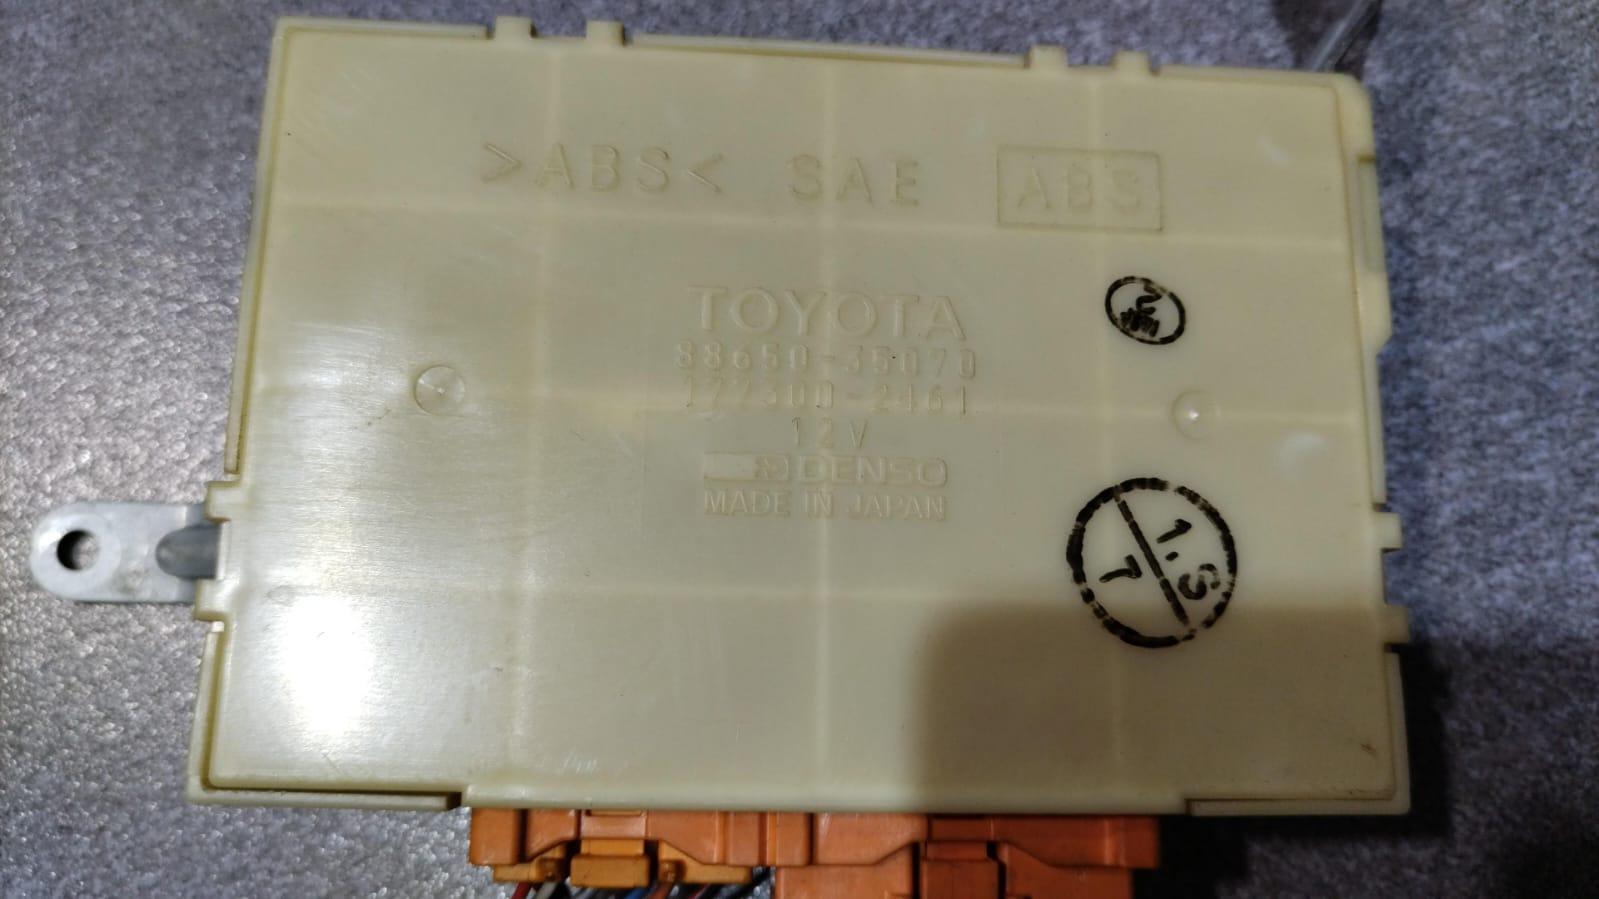 >ABS< SAE ABS
TOYOTA
88650-35070
177300-2461
12V
DENSO
MADE IN JAPAN
1.S
7